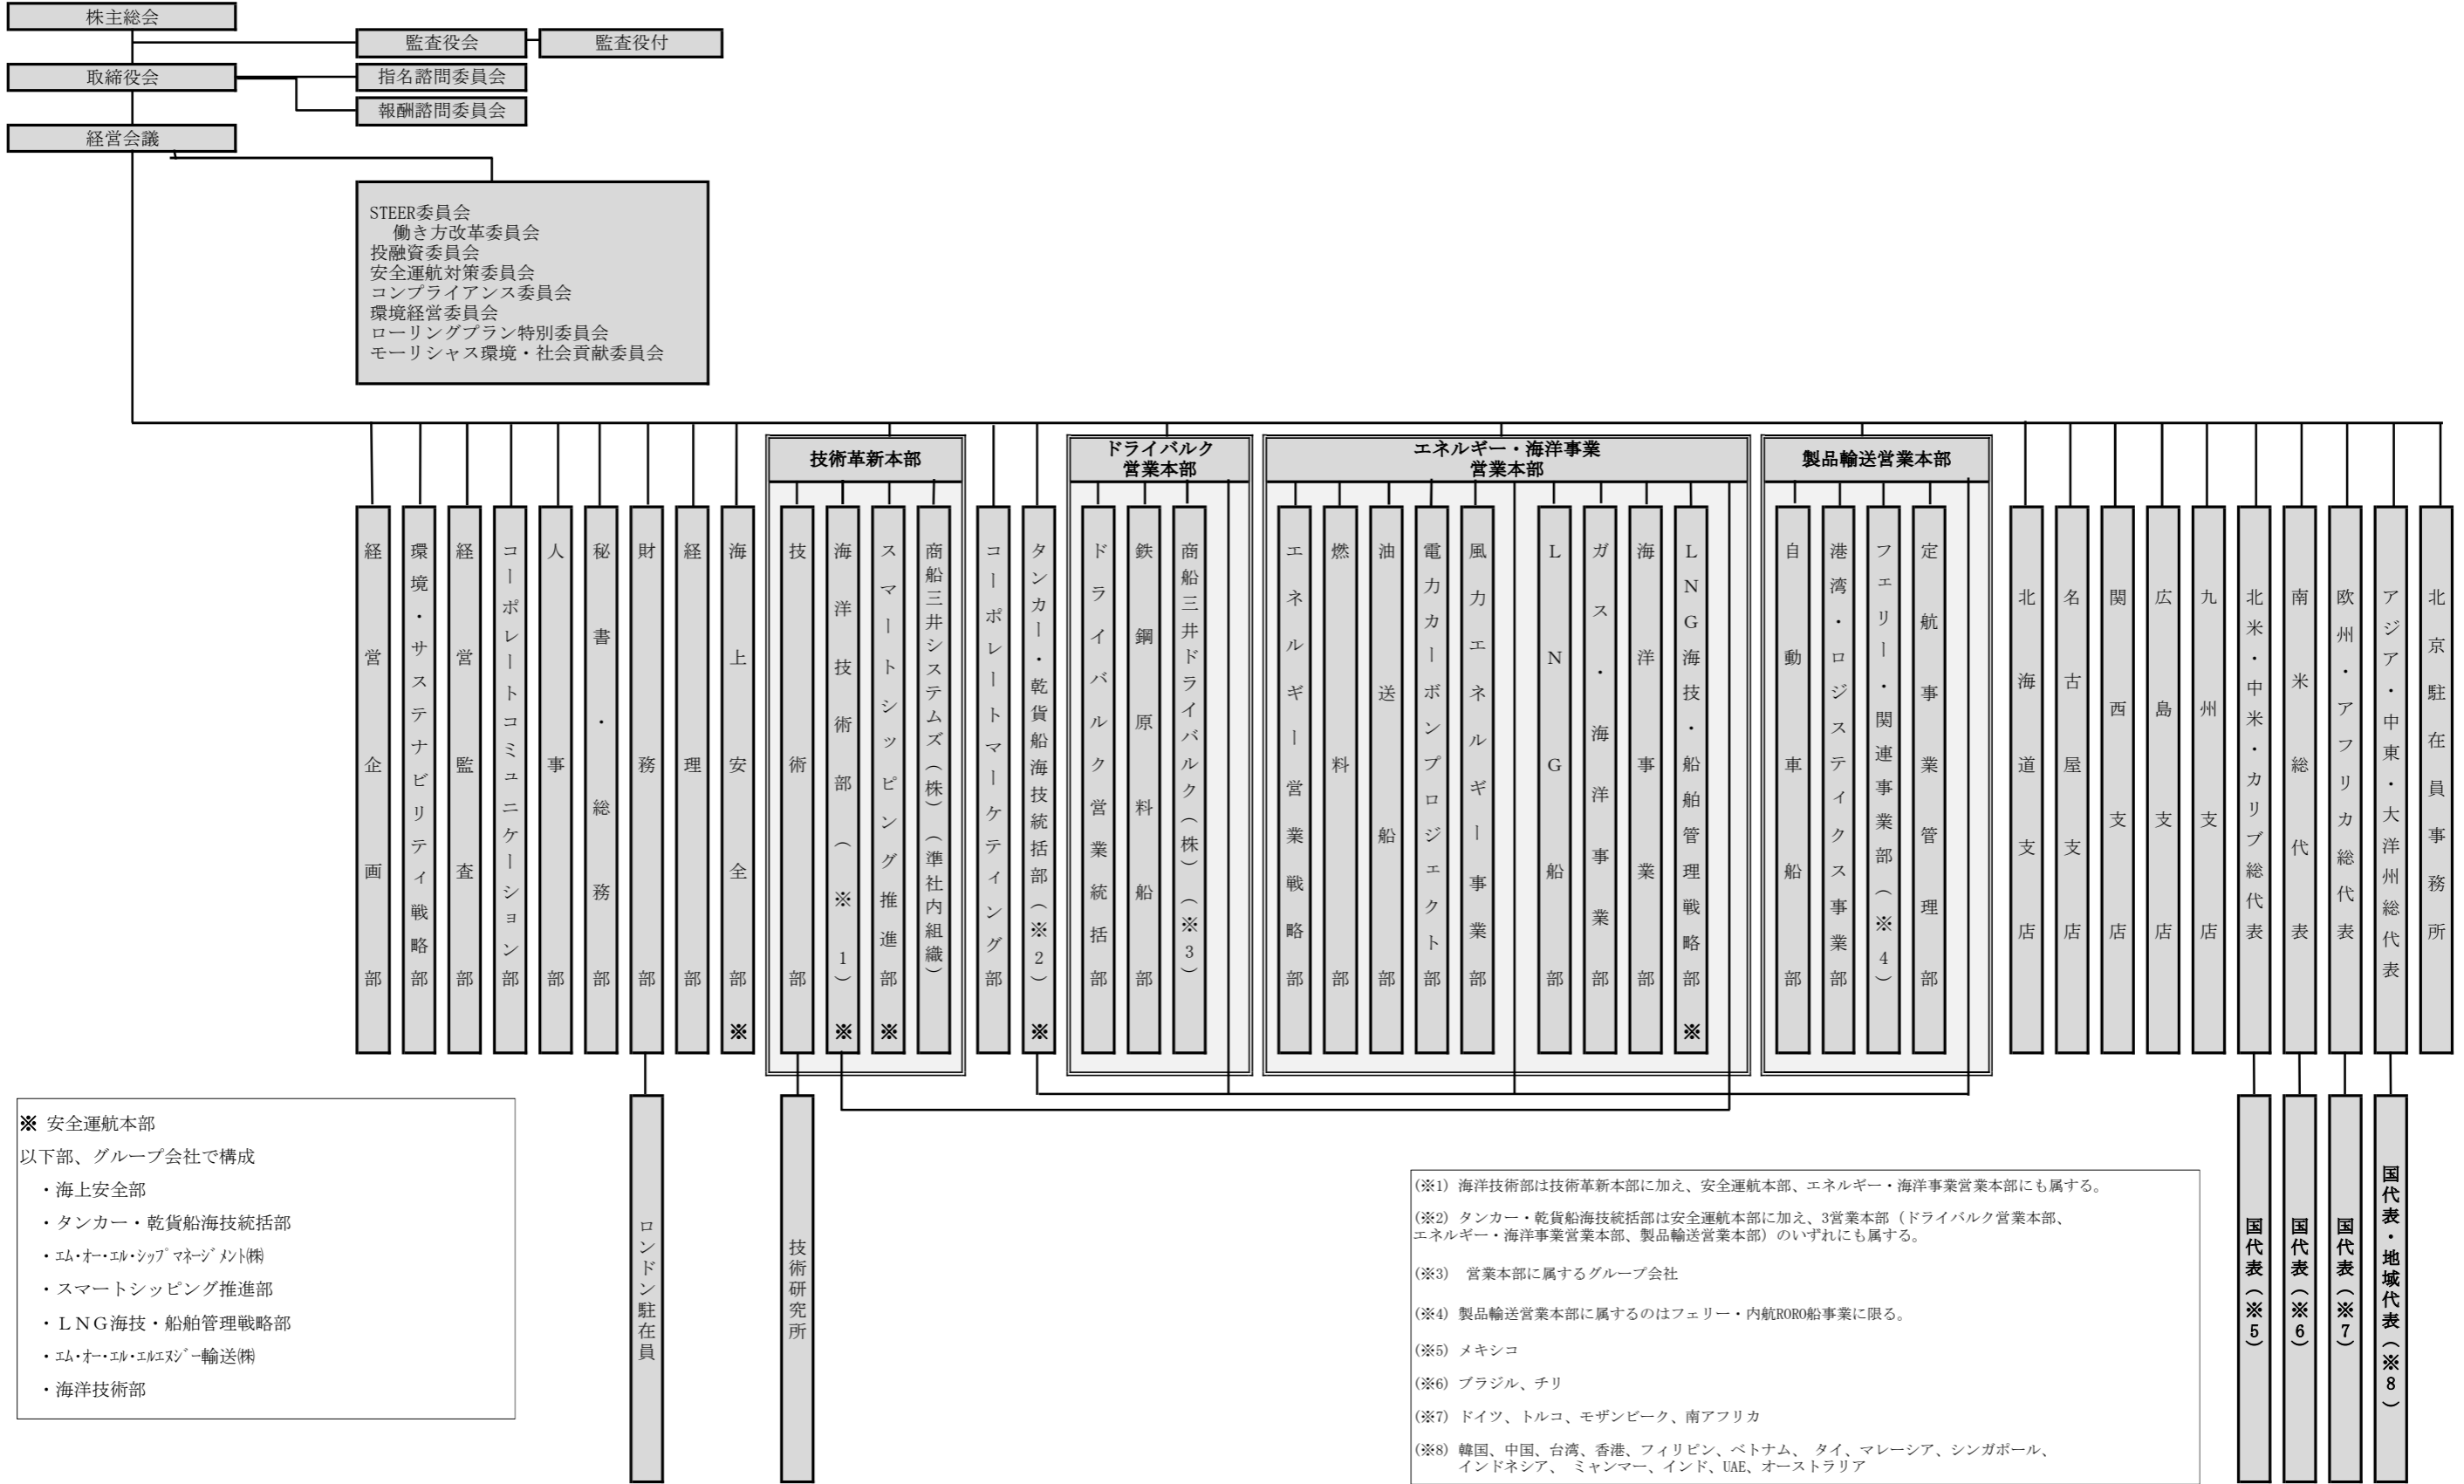 株主総会
監査役会
監査役付
取締役会
指名諮問委員会
報酬諮問委員会
経営会議
STEER委員会
働き方改革委員会
投融資委員会
安全運航対策委員会
コンプライアンス委員会
環境経営委員会
ローリングプラン特別委員会
モーリシャス環境・社会貢献委員会
技術革新本部
ドライバルク
営業本部
エネルギー・海洋事業
営業本部
製品輸送営業本部
経営企画部
環境・サステナビリティ戦略部
経営監査部
コーポレートコミュニケーション部
人事部
秘書・総務部
財務部
経理部
海上安全部※
技術部
海洋技術部(※1)※
スマートシッピング推進部※
商船三井システムズ(株)(準社内組織)
コーポレートマーケティング部
タンカー・乾貨船海技統括部(※2)※
ドライバルク営業統括部
鉄鋼原料船部
商船三井ドライバルク(株)(※3)
エネルギー営業戦略部
燃料部
油送船部
電力カーボンプロジェクト部
風力エネルギー事業部
LNG船部
ガス・海洋事業部
海洋事業部
LNG海技・船舶管理戦略部※
自動車船部
港湾・ロジスティクス事業部
フェリー・関連事業部(※4)
定航事業管理部
北海道支店
名古屋支店
関西支店
広島支店
九州支店
北米・中米・カリブ総代表
南米総代表
欧州・アフリカ総代表
アジア・中東・大洋州総代表
北京駐在員事務所
ロンドン駐在員
技術研究所
国代表(※5)
国代表(※6)
国代表(※7)
国代表・地域代表(※8)
※ 安全運航本部
以下部、グループ会社で構成
・海上安全部
・タンカー・乾貨船海技統括部
・エム・オー・エル・シップマネージメント㈱
・スマートシッピング推進部
・LNG海技・船舶管理戦略部
・エム・オー・エル・エルエヌジー輸送㈱
・海洋技術部
(※1) 海洋技術部は技術革新本部に加え、安全運航本部、エネルギー・海洋事業営業本部にも属する。
(※2) タンカー・乾貨船海技統括部は安全運航本部に加え、3営業本部（ドライバルク営業本部、
エネルギー・海洋事業営業本部、製品輸送営業本部）のいずれにも属する。
(※3) 営業本部に属するグループ会社
(※4) 製品輸送営業本部に属するのはフェリー・内航RORO船事業に限る。
(※5) メキシコ
(※6) ブラジル、チリ
(※7) ドイツ、トルコ、モザンビーク、南アフリカ
(※8) 韓国、中国、台湾、香港、フィリピン、ベトナム、 タイ、マレーシア、シンガポール、
インドネシア、 ミャンマー、インド、UAE、オーストラリア